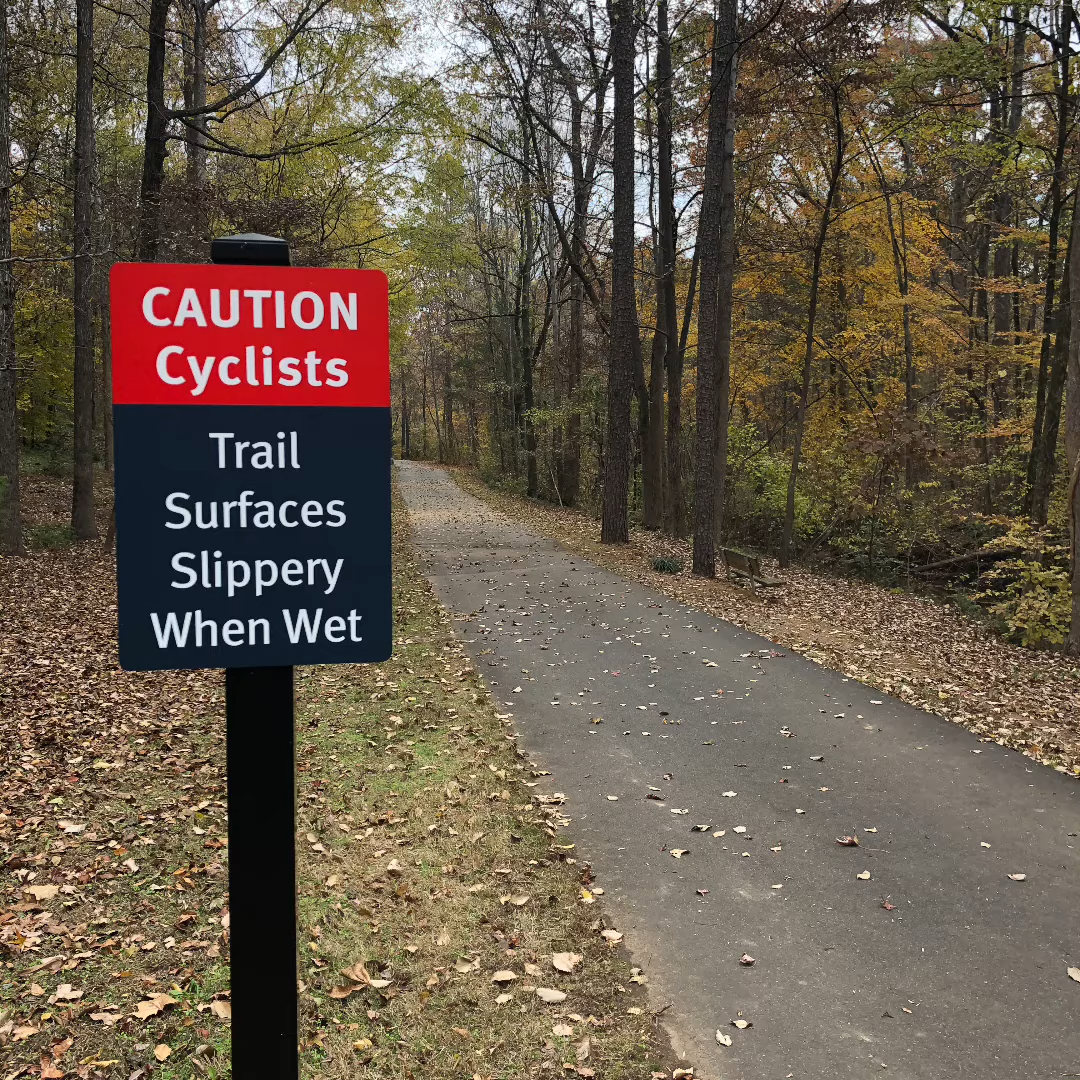 CAUTION
Cyclists
Trail
Surfaces
Slippery
When Wet